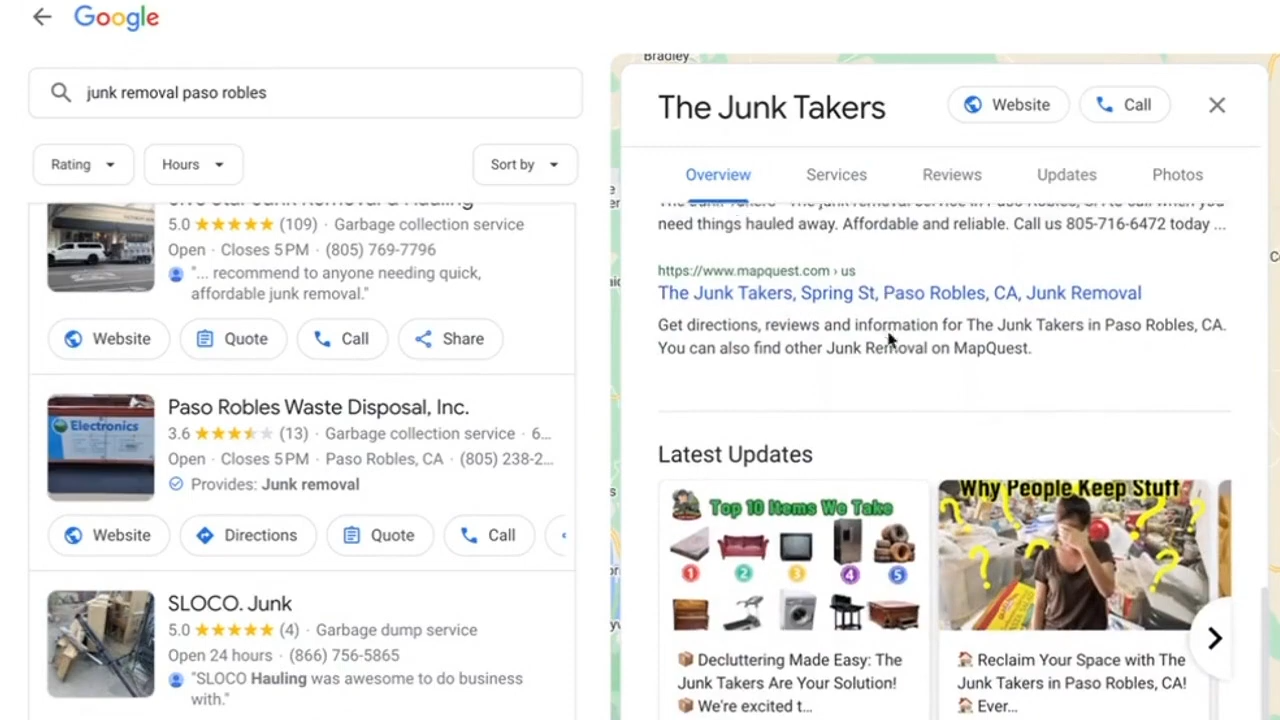 Google
junk removal paso robles
Rating
Hours
Sort by
5.0 (109) · Garbage collection service
Open · Closes 5 PM · (805) 769-7796
"... recommend to anyone needing quick,
affordable junk removal."
Website
Quote
Call
Share
Electronics
Paso Robles Waste Disposal, Inc.
3.6 (13) · Garbage collection service · 6...
Open · Closes 5 PM · Paso Robles, CA · (805) 238-2...
Provides: Junk removal
Website
Directions
Quote
Call
SLOCO. Junk
5.0 (4) · Garbage dump service
Open 24 hours · (866) 756-5865
"SLOCO Hauling was awesome to do business
with."
Bradley
The Junk Takers
Website
Call
Overview
Services
Reviews
Updates
Photos
need things hauled away. Affordable and reliable. Call us 805-716-6472 today ...
https://www.mapquest.com › us
The Junk Takers, Spring St, Paso Robles, CA, Junk Removal
Get directions, reviews and information for The Junk Takers in Paso Robles, CA.
You can also find other Junk Removal on MapQuest.
Latest Updates
Top 10 Items We Take
1 2 3 4 5
Why People Keep Stuff
📦 Decluttering Made Easy: The
Junk Takers Are Your Solution!
📦 We're excited t...
🏠 Reclaim Your Space with The
Junk Takers in Paso Robles, CA!
🏠 Ever...